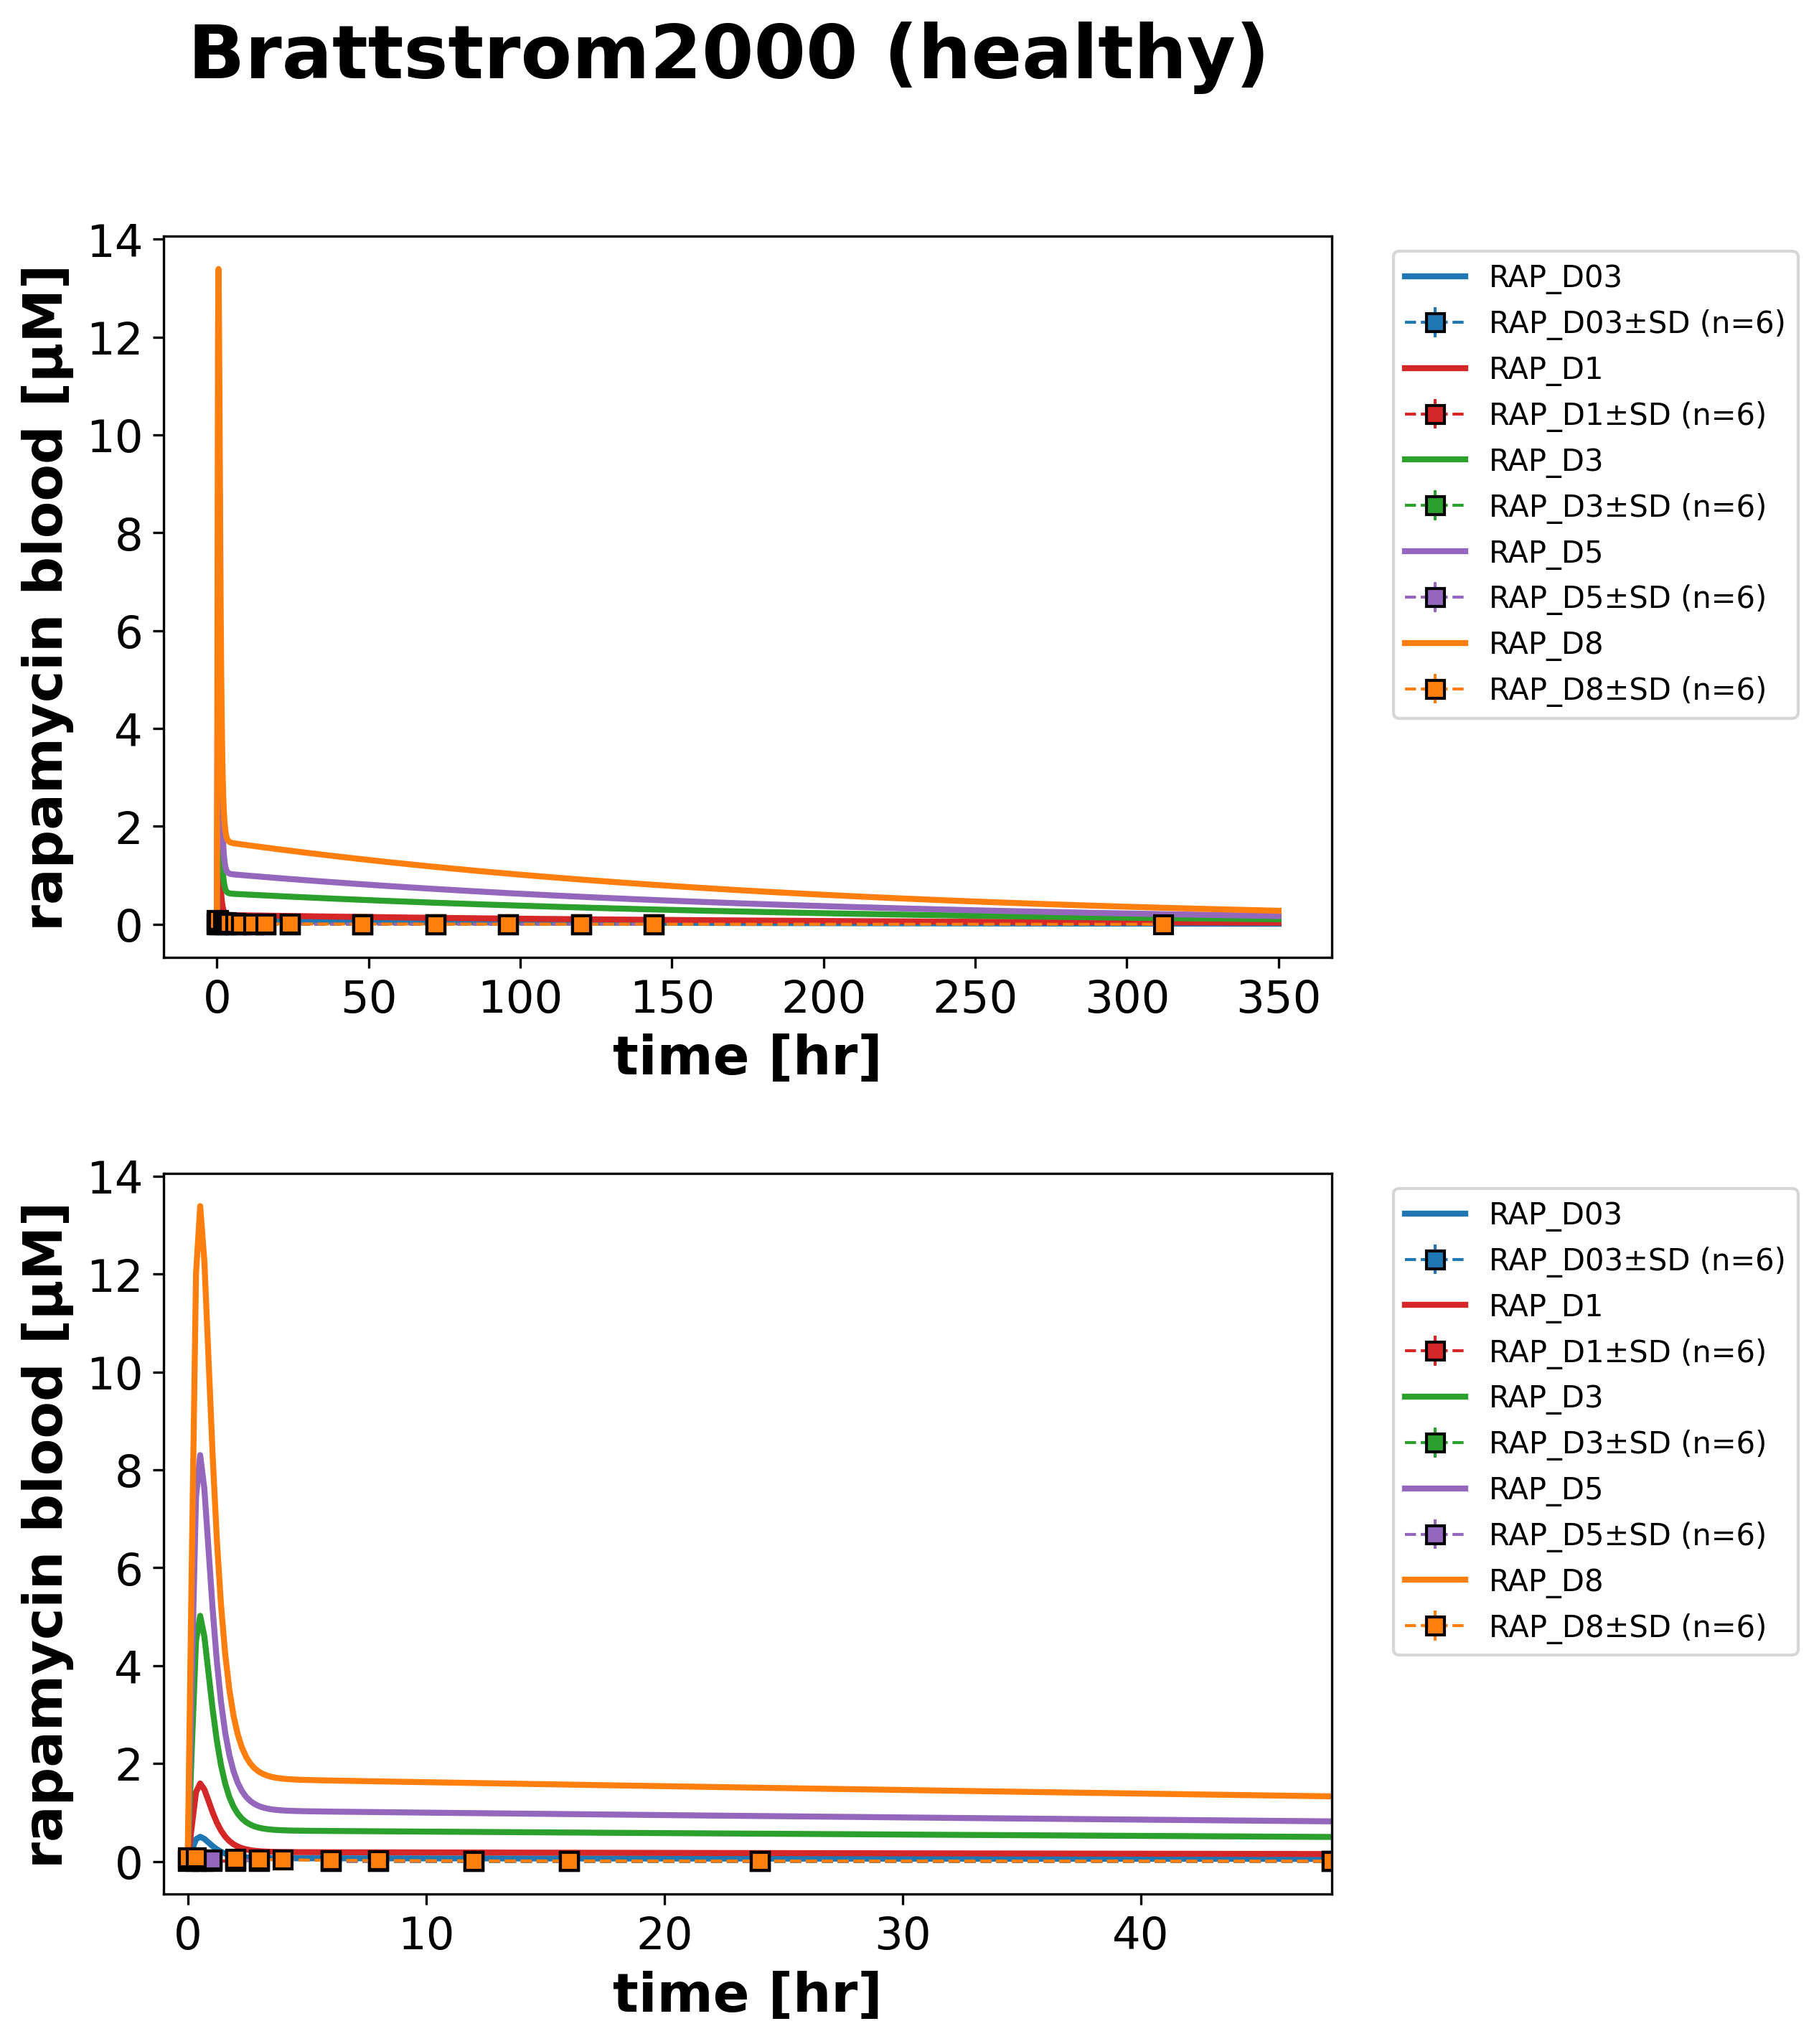 Brattstrom2000 (healthy)
14
12
10
8
6
4
2
0
rapamycin blood [µM]
0 50 100 150 200 250 300 350
time [hr]
RAP_D03
RAP_D03±SD (n=6)
RAP_D1
RAP_D1±SD (n=6)
RAP_D3
RAP_D3±SD (n=6)
RAP_D5
RAP_D5±SD (n=6)
RAP_D8
RAP_D8±SD (n=6)
14
12
10
8
6
4
2
0
rapamycin blood [µM]
0 10 20 30 40
time [hr]
RAP_D03
RAP_D03±SD (n=6)
RAP_D1
RAP_D1±SD (n=6)
RAP_D3
RAP_D3±SD (n=6)
RAP_D5
RAP_D5±SD (n=6)
RAP_D8
RAP_D8±SD (n=6)